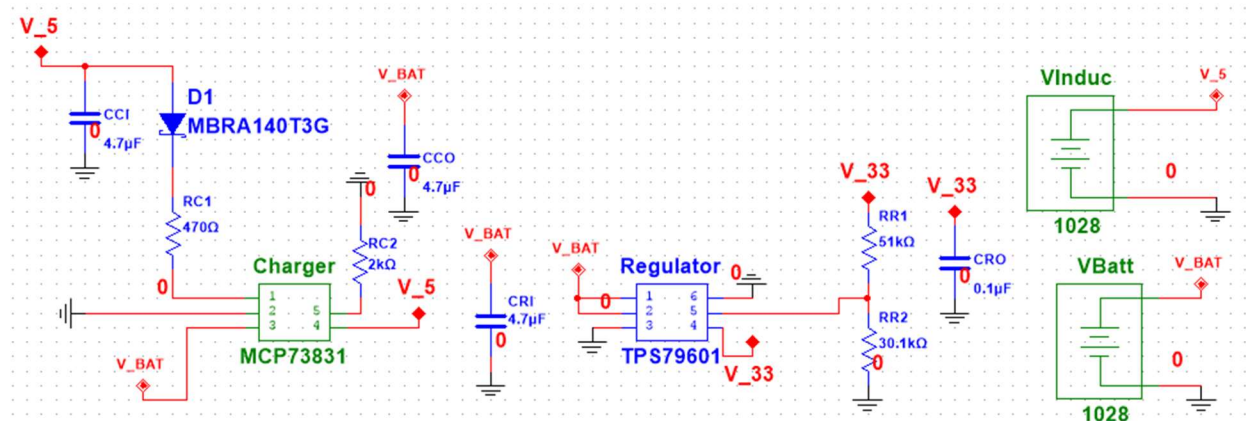 V_5
CCI
0
4.7µF
D1
MBRA140T3G
RC1
470Ω
0
V_BAT
CCO
0
4.7µF
0
RC2
2kΩ
Charger
1
2
3
5
4
MCP73831
V_5
V_BAT
V_BAT
CRI
4.7µF
0
V_BAT
Regulator
0
0
1
2
3
6
5
4
TPS79601
V_33
V_33
RR1
51kΩ
RR2
30.1kΩ
0
V_33
CRO
0
0.1µF
VInduc
V_5
0
1028
VBatt
V_BAT
0
1028